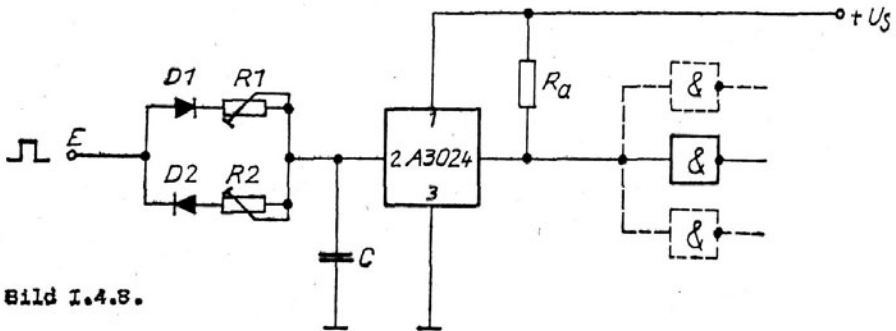 + U_S
D1
R1
R_a
&
1
E
2 A3024
&
D2
R2
3
&
C
Bild I.4.8.